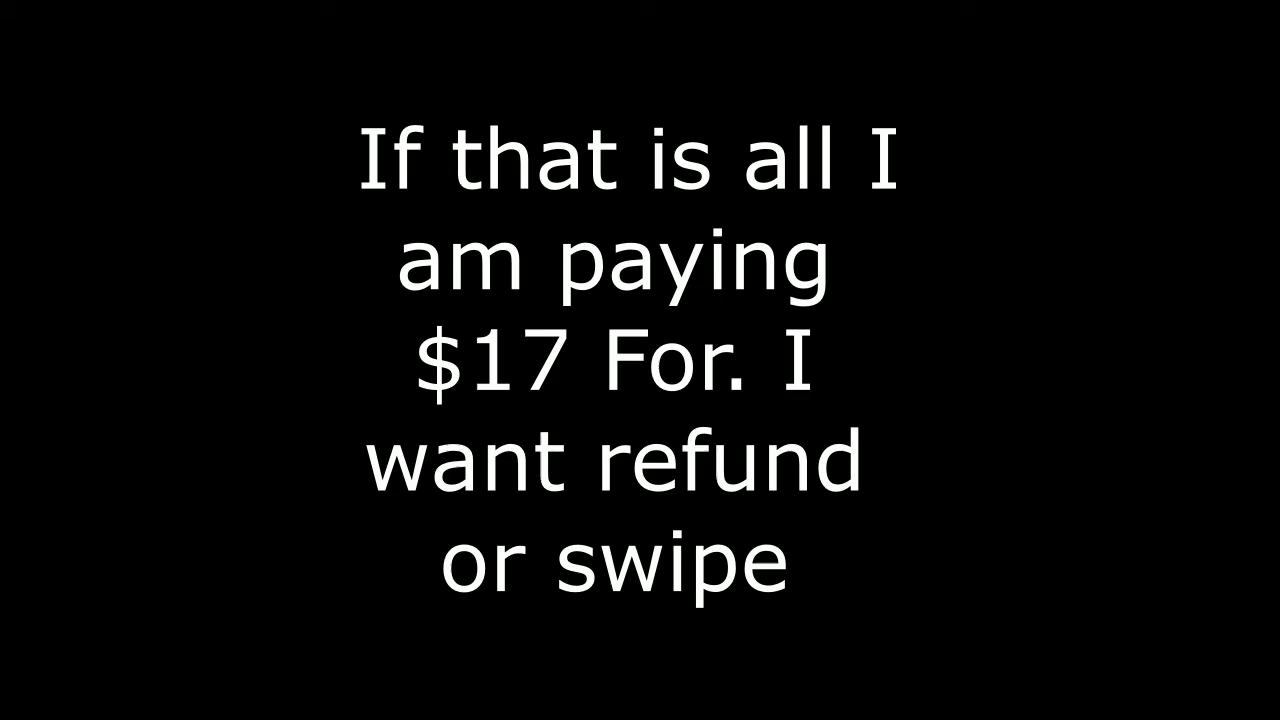 If that is all I
am paying
$17 For. I
want refund
or swipe